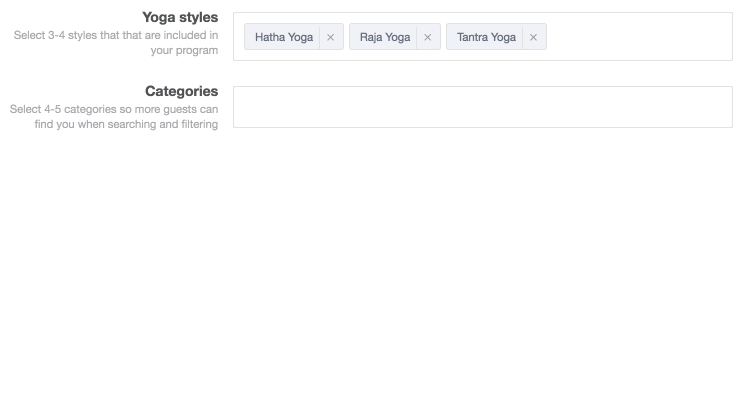 Yoga styles
Select 3-4 styles that that are included in
your program
Hatha Yoga × Raja Yoga × Tantra Yoga ×
Categories
Select 4-5 categories so more guests can
find you when searching and filtering